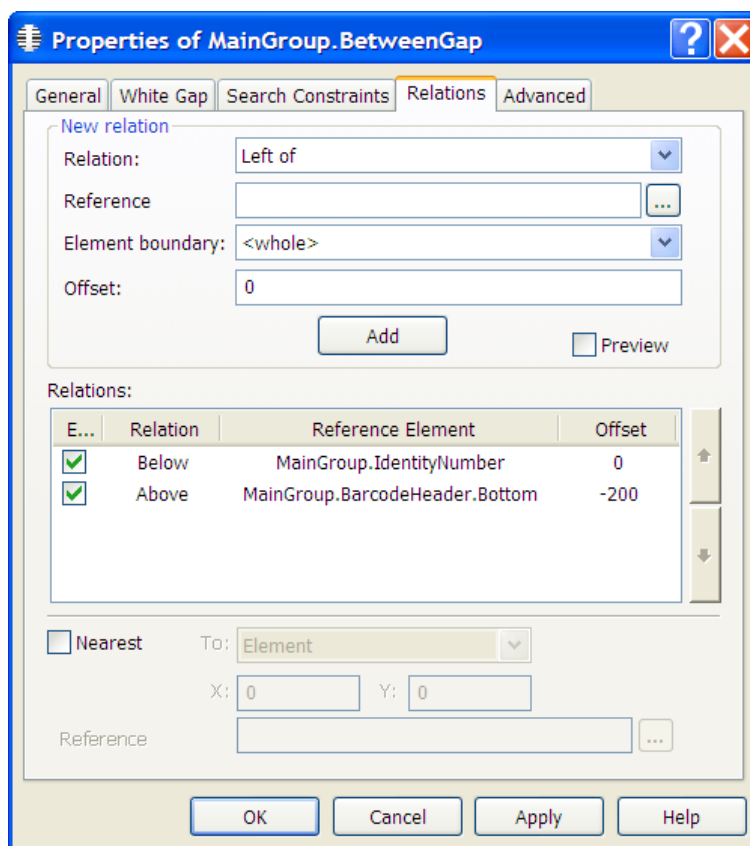 Properties of MainGroup.BetweenGap ?
General White Gap Search Constraints Relations Advanced
New relation
Relation: Left of
Reference ...
Element boundary: <whole>
Offset: 0
Add Preview
Relations:
E... Relation Reference Element Offset
Below MainGroup.IdentityNumber 0
Above MainGroup.BarcodeHeader.Bottom -200
Nearest To: Element
X: 0 Y: 0
Reference ...
OK Cancel Apply Help